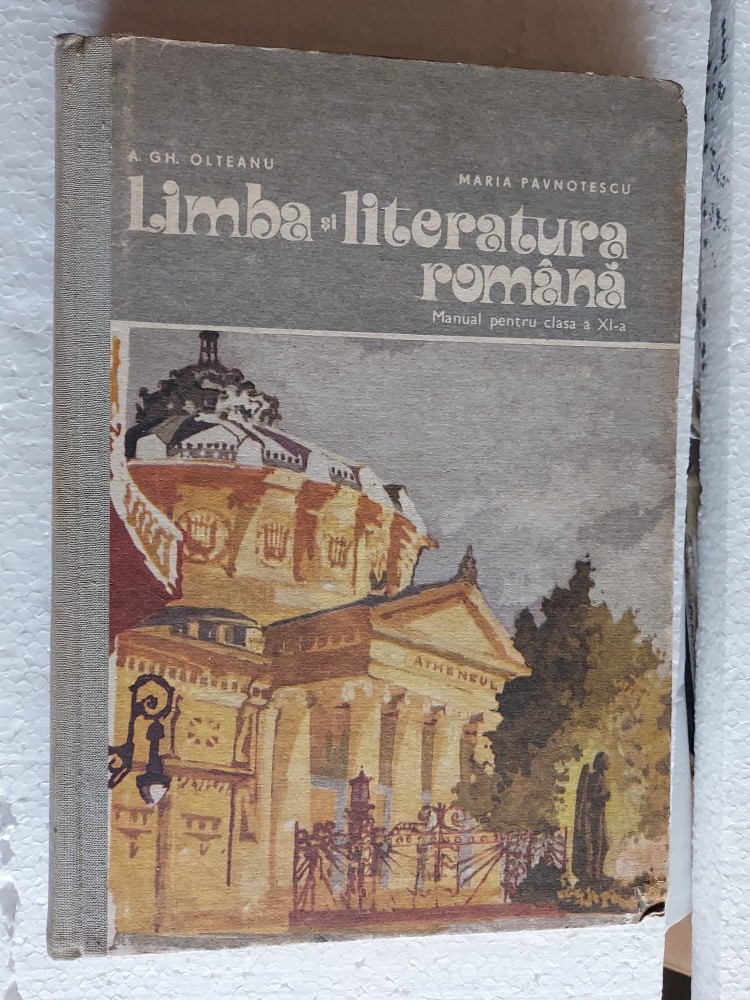 A. GH. OLTEANU
MARIA PAVNOTESCU
Limba și literatura
română
Manual pentru clasa a XI-a
ATHENEUL